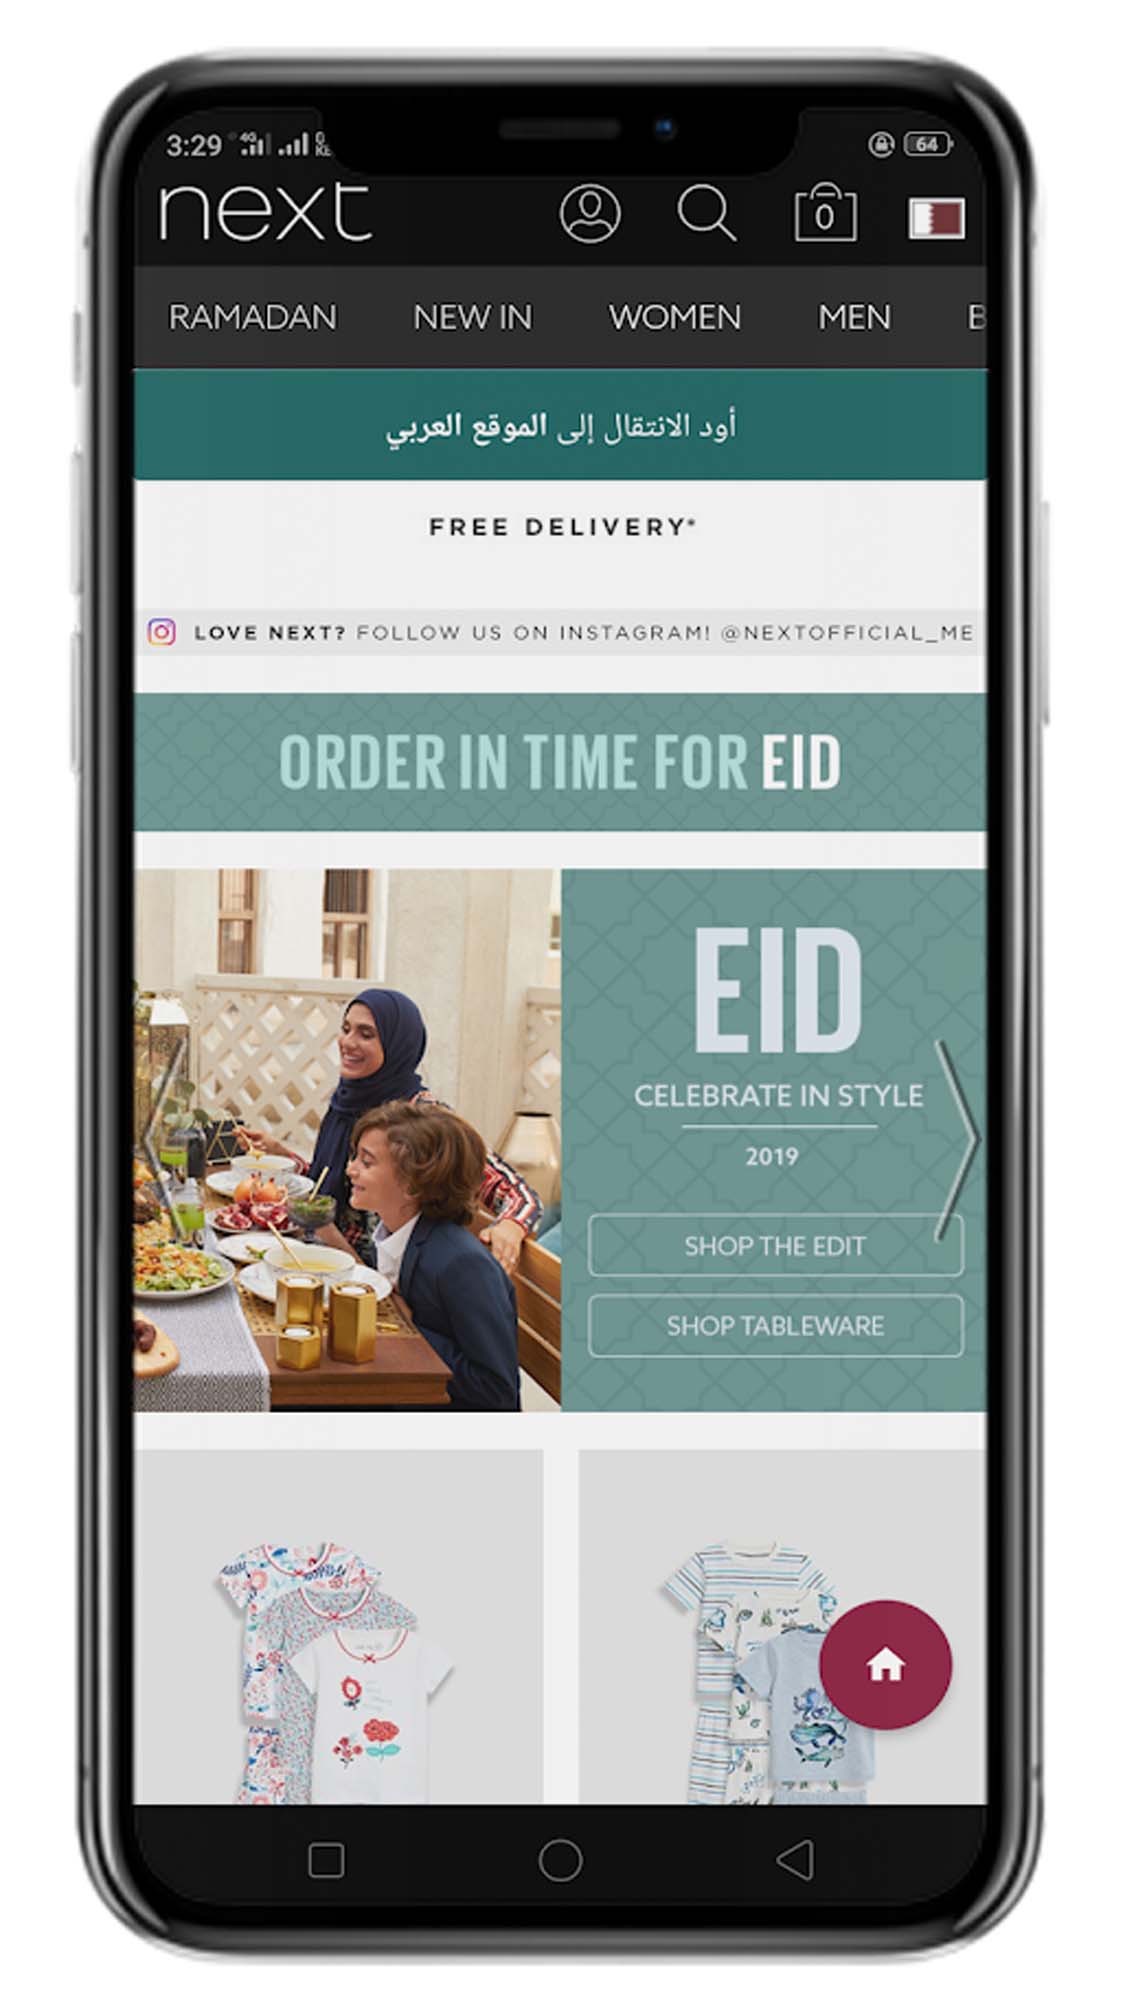 3:29 4G 64
next 0
RAMADAN NEW IN WOMEN MEN B
أود الانتقال إلى الموقع العربي
FREE DELIVERY*
LOVE NEXT? FOLLOW US ON INSTAGRAM! @NEXTOFFICIAL_ME
ORDER IN TIME FOR EID
EID
CELEBRATE IN STYLE
2019
SHOP THE EDIT
SHOP TABLEWARE